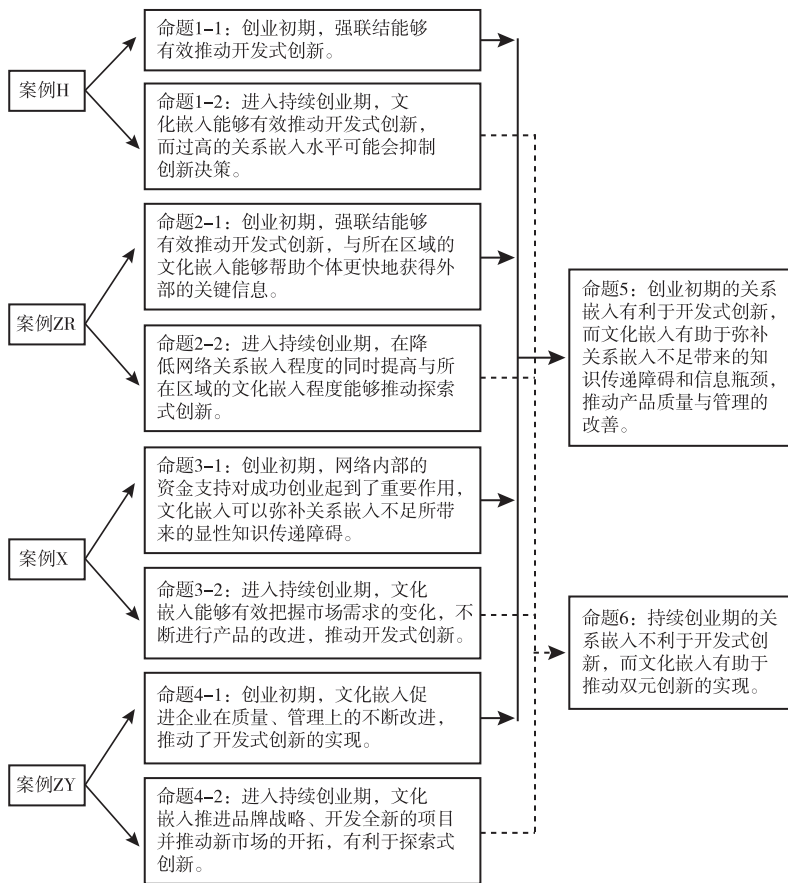 案例H
命题1-1：创业初期，强联结能够
有效推动开发式创新。
命题1-2：进入持续创业期，文
化嵌入能够有效推动开发式创新，
而过高的关系嵌入水平可能会抑制
创新决策。
案例ZR
命题2-1：创业初期，强联结能够
有效推动开发式创新，与所在区域的
文化嵌入能够帮助个体更快地获得外
部的关键信息。
命题2-2：进入持续创业期，在降
低网络关系嵌入程度的同时提高与所
在区域的文化嵌入程度能够推动探索
式创新。
案例X
命题3-1：创业初期，网络内部的
资金支持对成功创业起到了重要作用，
文化嵌入可以弥补关系嵌入不足所带
来的显性知识传递障碍。
命题3-2：进入持续创业期，文化
嵌入能够有效把握市场需求的变化，不
断进行产品的改进，推动开发式创新。
案例ZY
命题4-1：创业初期，文化嵌入促
进企业在质量、管理上的不断改进，
推动了开发式创新的实现。
命题4-2：进入持续创业期，文化
嵌入推进品牌战略、开发全新的项目
并推动新市场的开拓，有利于探索式
创新。
命题5：创业初期的关系
嵌入有利于开发式创新，
而文化嵌入有助于弥补
关系嵌入不足带来的知
识传递障碍和信息瓶颈，
推动产品质量与管理的
改善。
命题6：持续创业期的关
系嵌入不利于开发式创
新，而文化嵌入有助于
推动双元创新的实现。